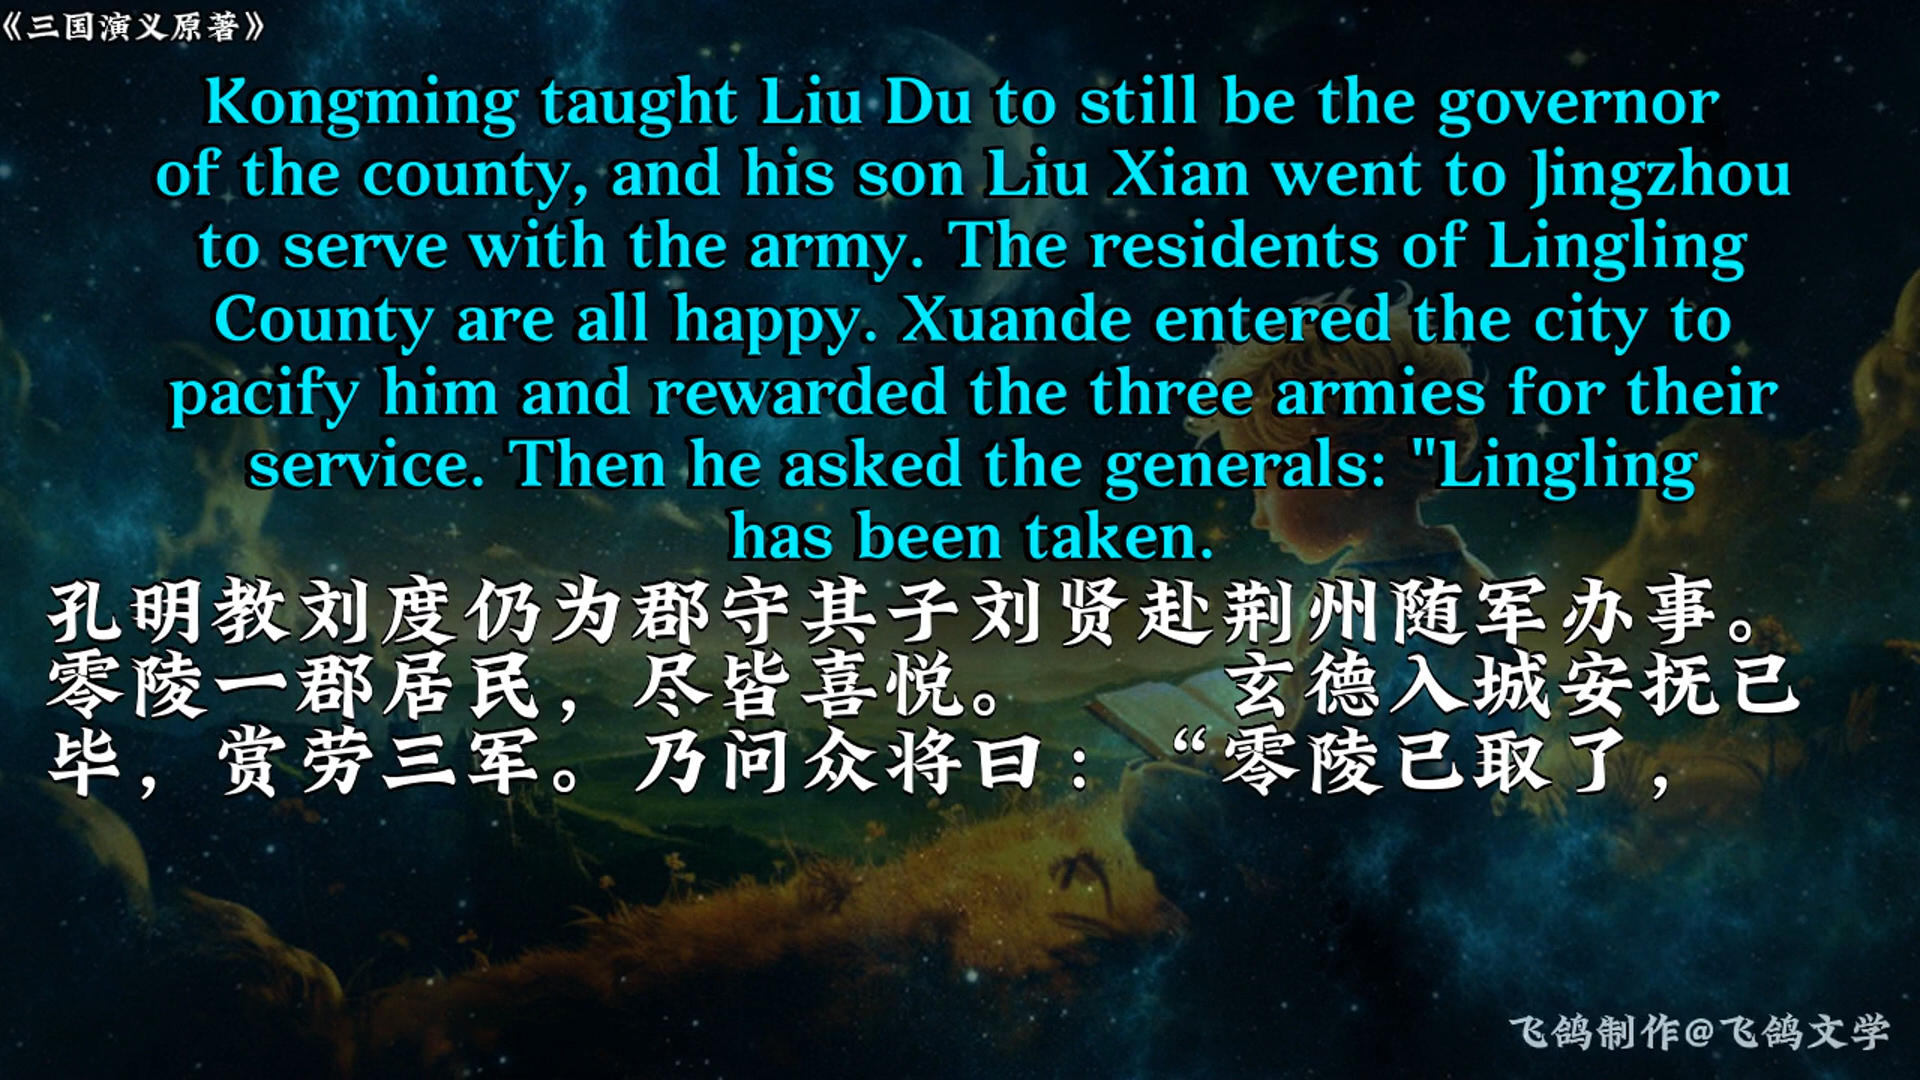 《三国演义原著》
Kongming taught Liu Du to still be the governor
of the county, and his son Liu Xian went to Jingzhou
to serve with the army. The residents of Lingling
County are all happy. Xuande entered the city to
pacify him and rewarded the three armies for their
service. Then he asked the generals: "Lingling
has been taken.
孔明教刘度仍为郡守其子刘贤赴荆州随军办事。
零陵一郡居民，尽皆喜悦。　　玄德入城安抚已
毕，赏劳三军。乃问众将曰：“零陵已取了，
飞鸽制作@飞鸽文学